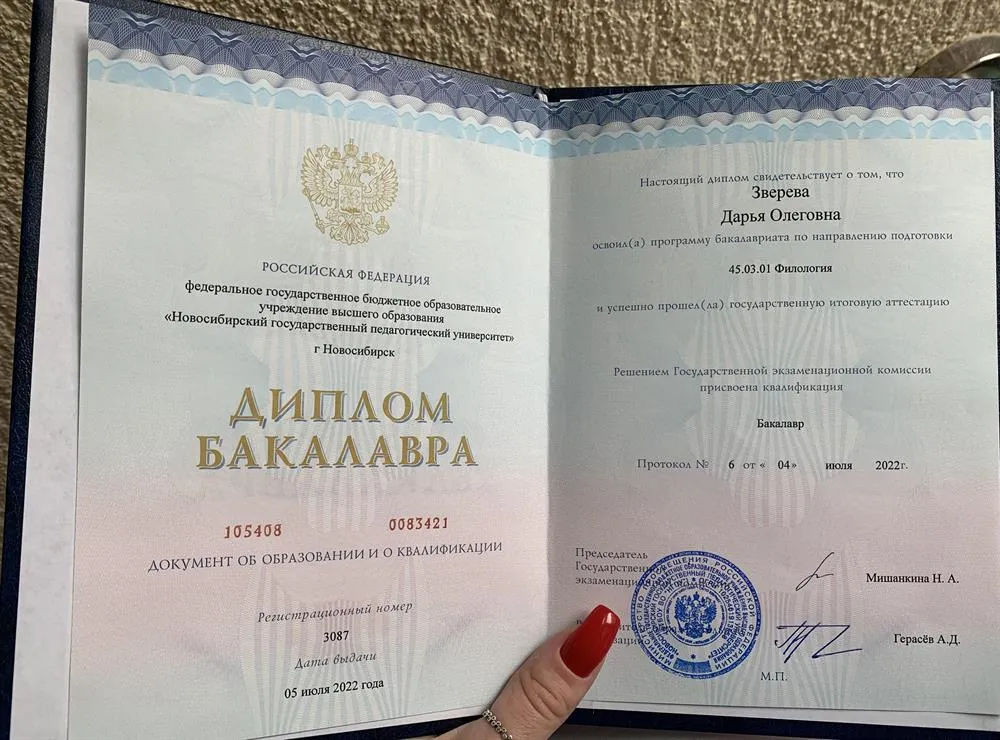 РОССИЙСКАЯ ФЕДЕРАЦИЯ
федеральное государственное бюджетное образовательное
учреждение высшего образования
«Новосибирский государственный педагогический университет»
г Новосибирск
ДИПЛОМ
БАКАЛАВРА
105408 0083421
ДОКУМЕНТ ОБ ОБРАЗОВАНИИ И О КВАЛИФИКАЦИИ
Регистрационный номер
3087
Дата выдачи
05 июля 2022 года
Настоящий диплом свидетельствует о том, что
Зверева
Дарья Олеговна
освоил(а) программу бакалавриата по направлению подготовки
45.03.01 Филология
и успешно прошел(ла) государственную итоговую аттестацию
Решением Государственной экзаменационной комиссии
присвоена квалификация
Бакалавр
Протокол № 6 от « 04» июля 2022г.
Председатель
Мишанкина Н. А.
Герасёв А.Д.
М.П.